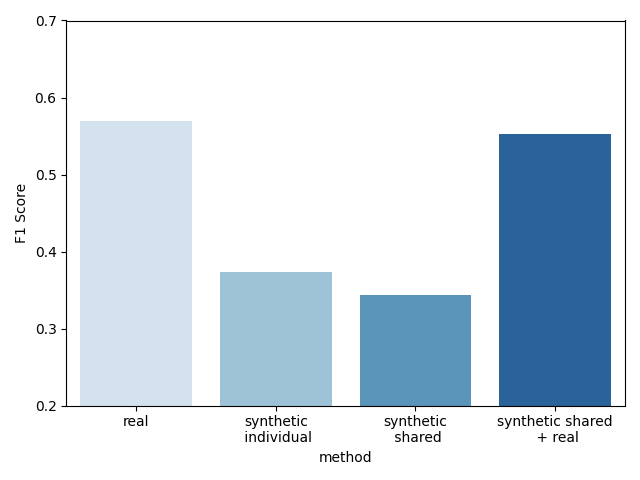 0.7
0.6
0.5
0.4
0.3
0.2
F1 Score
real
synthetic
individual
synthetic
shared
synthetic shared
+ real
method